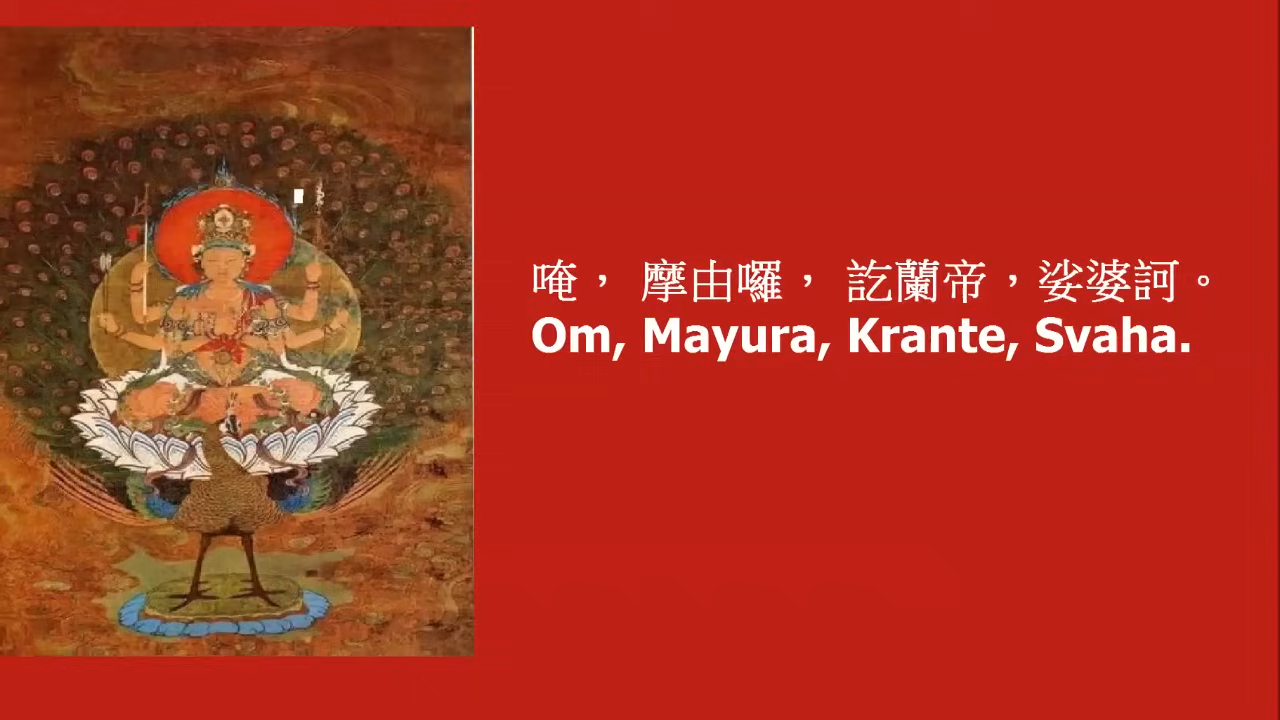 唵， 摩由囉， 訖蘭帝，娑婆訶。
Om, Mayura, Krante, Svaha.